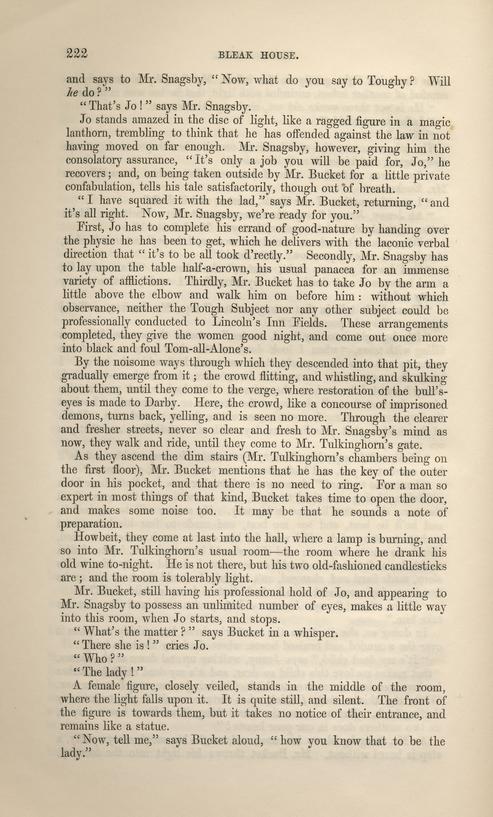 222 BLEAK HOUSE.
and says to Mr. Snagsby, “Now, what do you say to Toughy? Will
he do?”
“That's Jo!” says Mr. Snagsby.
Jo stands amazed in the disc of light, like a ragged figure in a magic
lanthorn, trembling to think that he has offended against the law in not
having moved on far enough. Mr. Snagsby, however, giving him the
consolatory assurance, “It's only a job you will be paid for, Jo,” he
recovers; and, on being taken outside by Mr. Bucket for a little private
confabulation, tells his tale satisfactorily, though out of breath.
“I have squared it with the lad,” says Mr. Bucket, returning, “and
it's all right. Now, Mr. Snagsby, we're ready for you.”
First, Jo has to complete his errand of good-nature by handing over
the physic he has been to get, which he delivers with the laconic verbal
direction that “it's to be all took d'rectly.” Secondly, Mr. Snagsby has
to lay upon the table half-a-crown, his usual panacea for an immense
variety of afflictions. Thirdly, Mr. Bucket has to take Jo by the arm a
little above the elbow and walk him on before him: without which
observance, neither the Tough Subject nor any other subject could be
professionally conducted to Lincoln's Inn Fields. These arrangements
completed, they give the women good night, and come out once more
into black and foul Tom-all-Alone's.
By the noisome ways through which they descended into that pit, they
gradually emerge from it; the crowd flitting, and whistling, and skulking
about them, until they come to the verge, where restoration of the bull's-
eyes is made to Darby. Here, the crowd, like a concourse of imprisoned
demons, turns back, yelling, and is seen no more. Through the clearer
and fresher streets, never so clear and fresh to Mr. Snagsby's mind as
now, they walk and ride, until they come to Mr. Tulkinghorn's gate.
As they ascend the dim stairs (Mr. Tulkinghorn's chambers being on
the first floor), Mr. Bucket mentions that he has the key of the outer
door in his pocket, and that there is no need to ring. For a man so
expert in most things of that kind, Bucket takes time to open the door,
and makes some noise too. It may be that he sounds a note of
preparation.
Howbeit, they come at last into the hall, where a lamp is burning, and
so into Mr. Tulkinghorn's usual room—the room where he drank his
old wine to-night. He is not there, but his two old-fashioned candlesticks
are; and the room is tolerably light.
Mr. Bucket, still having his professional hold of Jo, and appearing to
Mr. Snagsby to possess an unlimited number of eyes, makes a little way
into this room, when Jo starts, and stops.
“What's the matter?” says Bucket in a whisper.
“There she is!” cries Jo.
“Who?”
“The lady!”
A female figure, closely veiled, stands in the middle of the room,
where the light falls upon it. It is quite still, and silent. The front of
the figure is towards them, but it takes no notice of their entrance, and
remains like a statue.
“Now, tell me,” says Bucket aloud, “how you know that to be the
lady.”